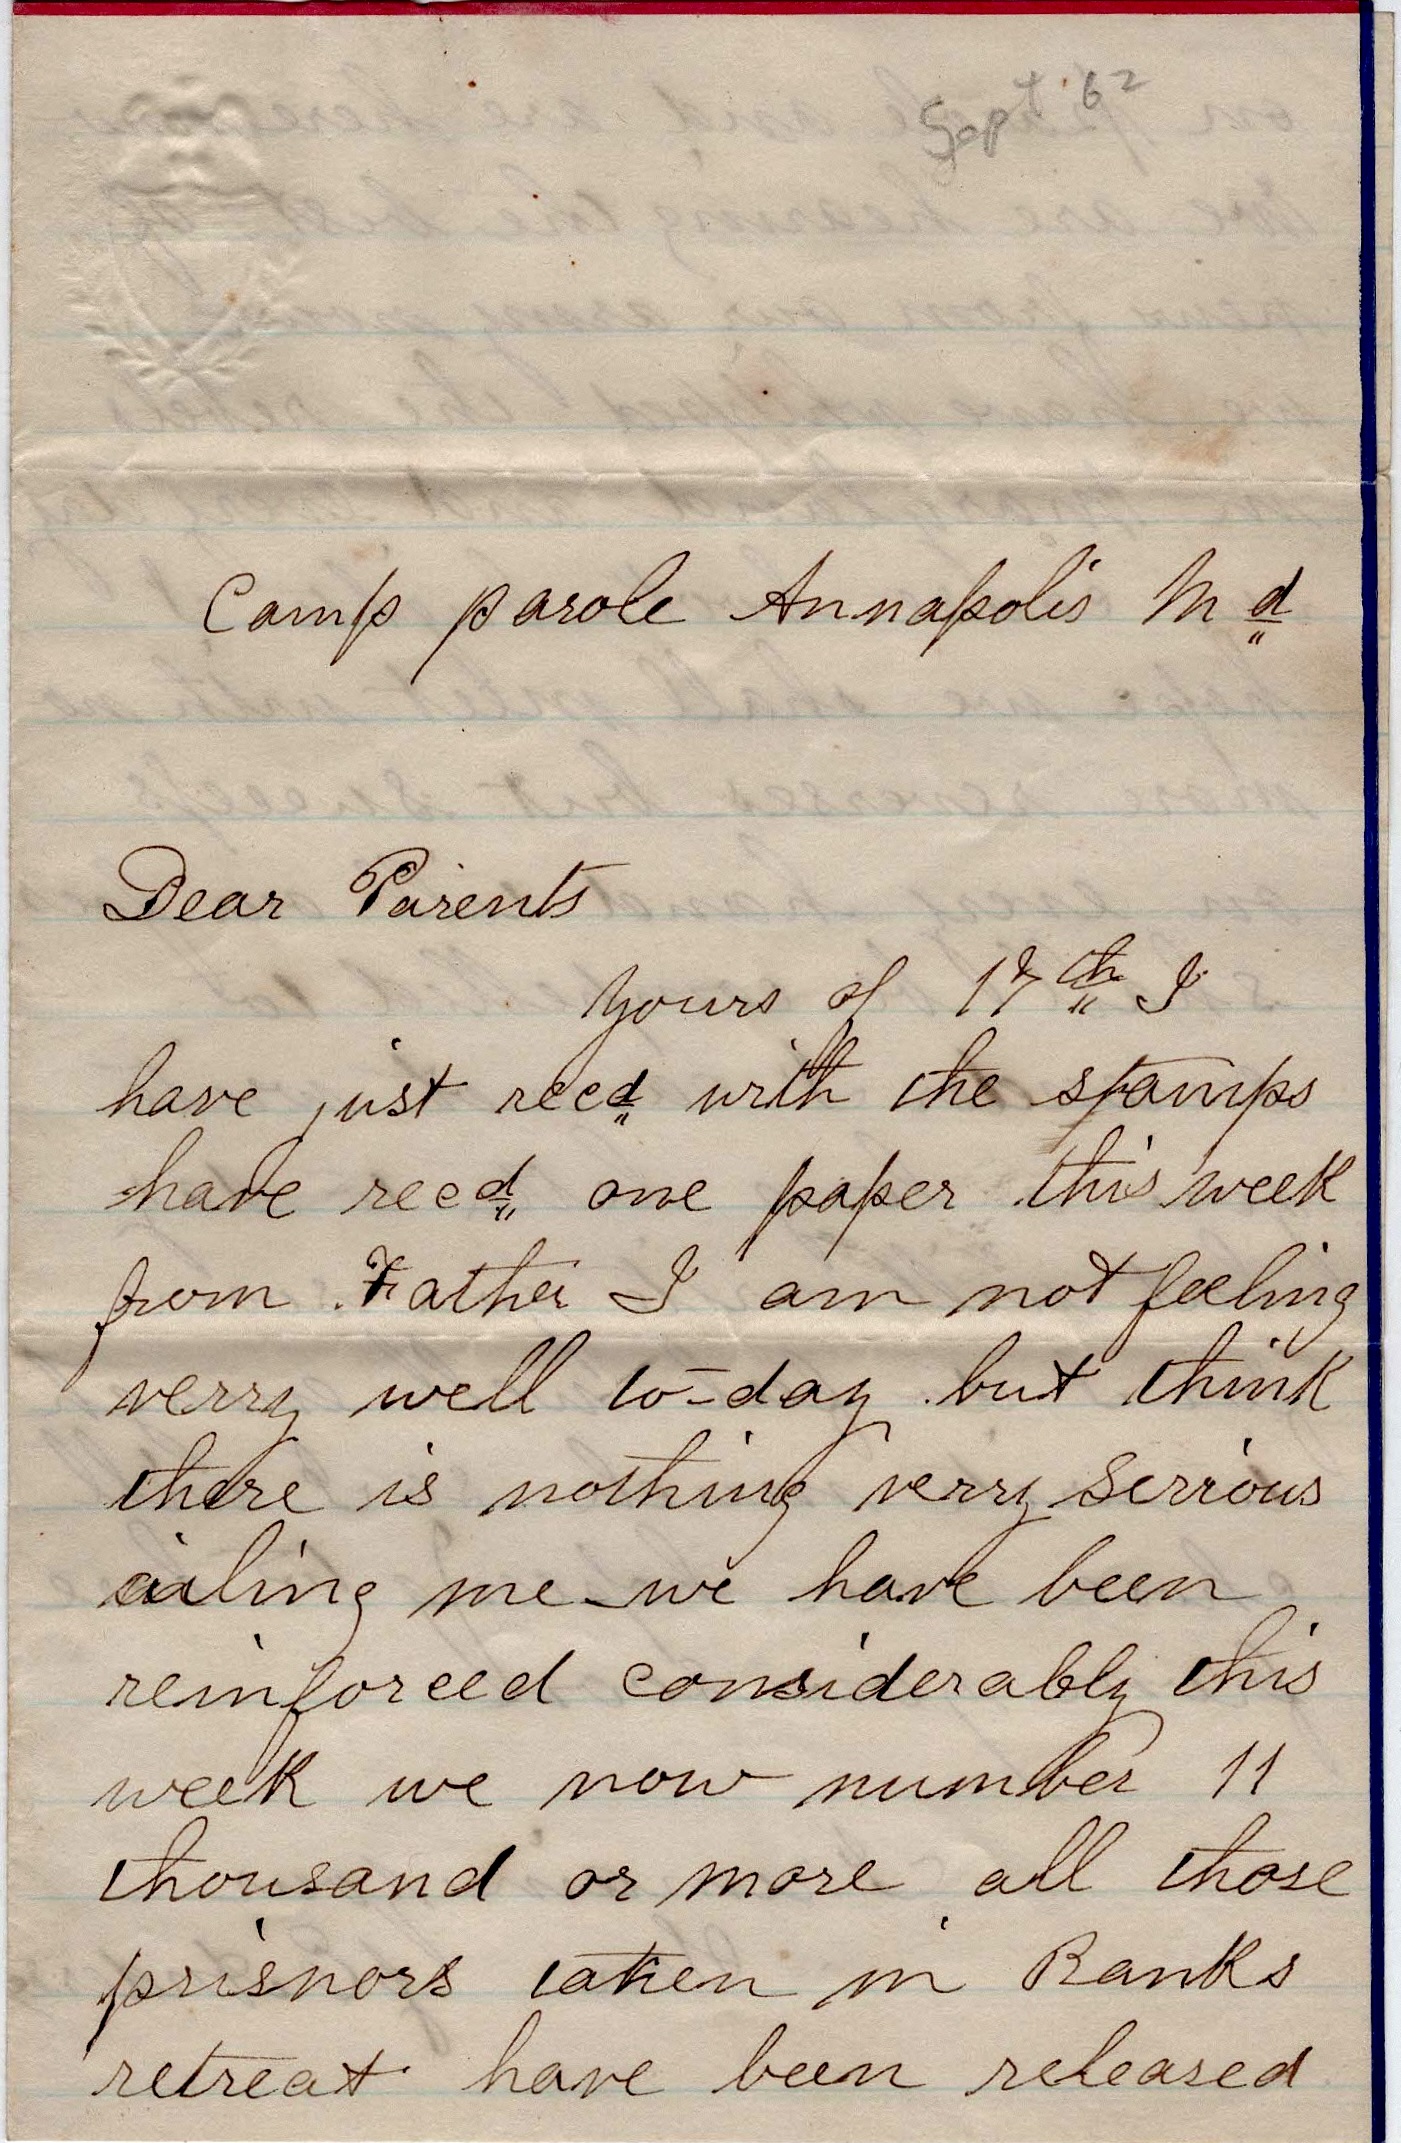 Sept 62
Camp parole Annapolis Md
Dear Parents
Yours of 17th I
have just recd with the stamps
have recd one paper this week
from Father I am not feeling
verry well to-day but think
there is nothing verry serrious
ailing me we have been
reinforced considerably this
week we now number 11
thousand or more all those
prisnors taken in Banks
retreat have been released